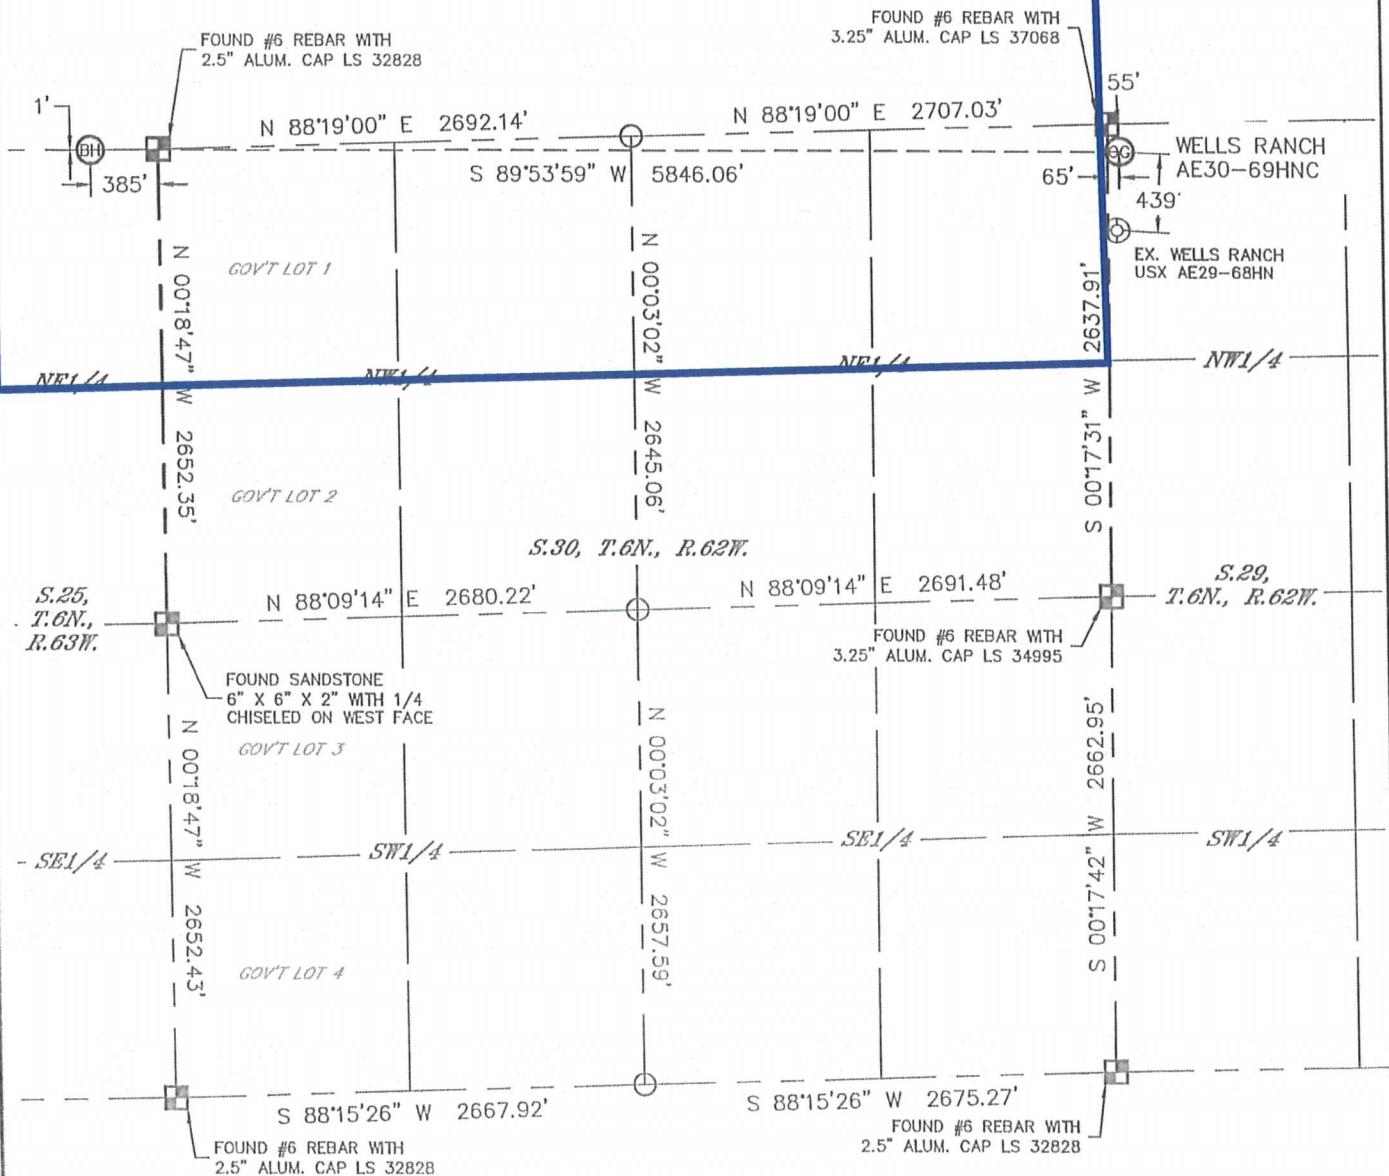 FOUND #6 REBAR WITH
2.5" ALUM. CAP LS 32828
FOUND #6 REBAR WITH
3.25" ALUM. CAP LS 37068
1'
BH
385'
N 88°19'00" E 2692.14'
N 88°19'00" E 2707.03'
S 89°53'59" W 5846.06'
55'
OG
65'
WELLS RANCH
AE30-69HNC
439'
EX. WELLS RANCH
USX AE29-68HN
GOV'T LOT 1
N 00°18'47" W 2652.35'
N 00°03'02" W 2645.06'
S 00°17'31" W 2637.91'
NE1/4
NW1/4
NE1/4
NW1/4
GOV'T LOT 2
S.30, T.6N., R.62W.
S.25,
T.6N.,
R.63W.
N 88°09'14" E 2680.22'
N 88°09'14" E 2691.48'
S.29,
T.6N., R.62W.
FOUND #6 REBAR WITH
3.25" ALUM. CAP LS 34995
FOUND SANDSTONE
6" X 6" X 2" WITH 1/4
CHISELED ON WEST FACE
GOV'T LOT 3
N 00°18'47" W 2652.43'
N 00°03'02" W 2657.59'
S 00°17'42" W 2662.95'
SE1/4
SW1/4
SE1/4
SW1/4
GOV'T LOT 4
S 88°15'26" W 2667.92'
S 88°15'26" W 2675.27'
FOUND #6 REBAR WITH
2.5" ALUM. CAP LS 32828
FOUND #6 REBAR WITH
2.5" ALUM. CAP LS 32828